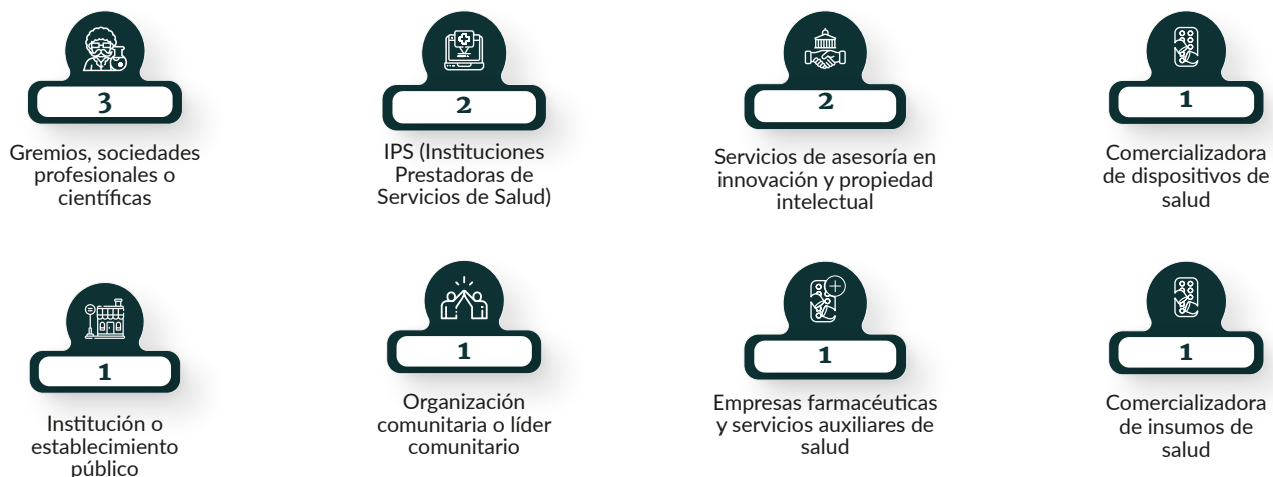 3
Gremios, sociedades
profesionales o
científicas
2
IPS (Instituciones
Prestadoras de
Servicios de Salud)
2
Servicios de asesoría en
innovación y propiedad
intelectual
1
Comercializadora
de dispositivos de
salud
1
Institución o
establecimiento
público
1
Organización
comunitaria o líder
comunitario
1
Empresas farmacéuticas
y servicios auxiliares de
salud
1
Comercializadora
de insumos de
salud